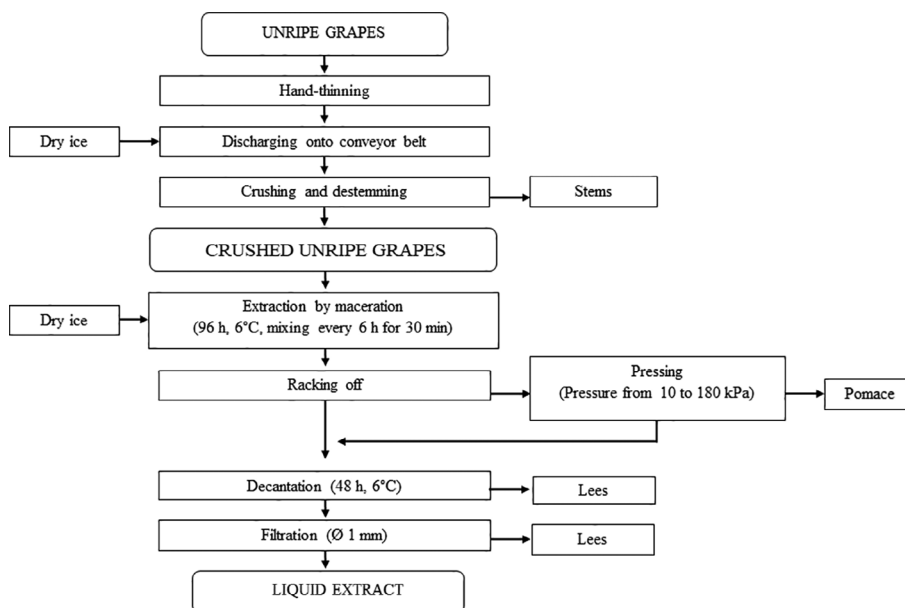 UNRIPE GRAPES
Hand-thinning
Dry ice
Discharging onto conveyor belt
Crushing and destemming
Stems
CRUSHED UNRIPE GRAPES
Dry ice
Extraction by maceration
(96 h, 6°C, mixing every 6 h for 30 min)
Racking off
Pressing
(Pressure from 10 to 180 kPa)
Pomace
Decantation (48 h, 6°C)
Lees
Filtration (Ø 1 mm)
Lees
LIQUID EXTRACT